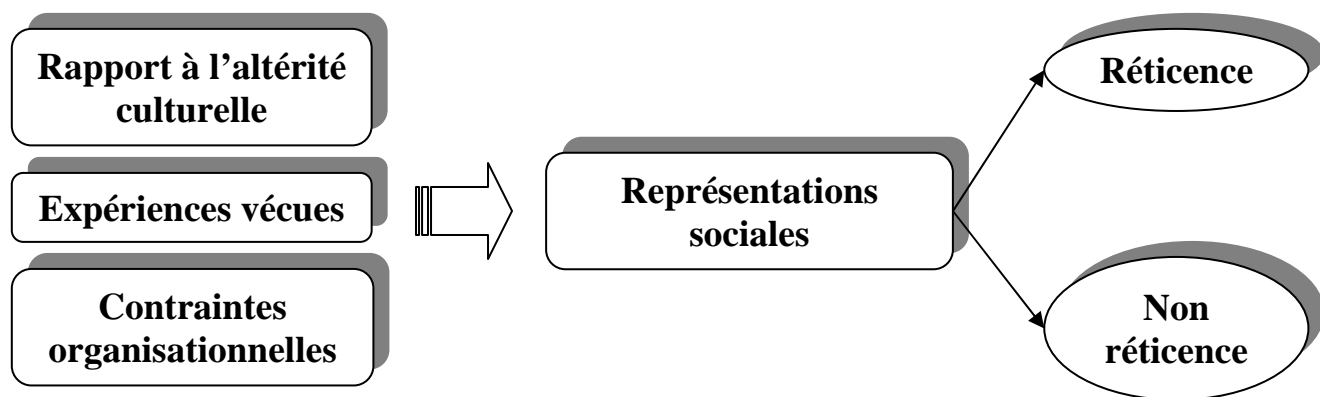 Rapport à l’altérité
culturelle
Expériences vécues
Contraintes
organisationnelles
Représentations
sociales
Réticence
Non
réticence